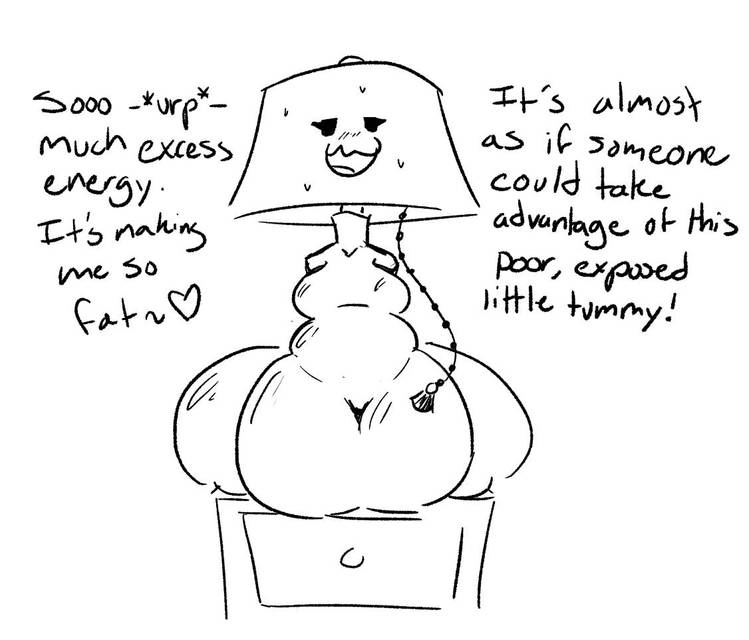 Sooo -*urp*-
much excess
energy.
It's making
me so
fat~♡
It's almost
as if someone
could take
advantage of this
poor, exposed
little tummy!